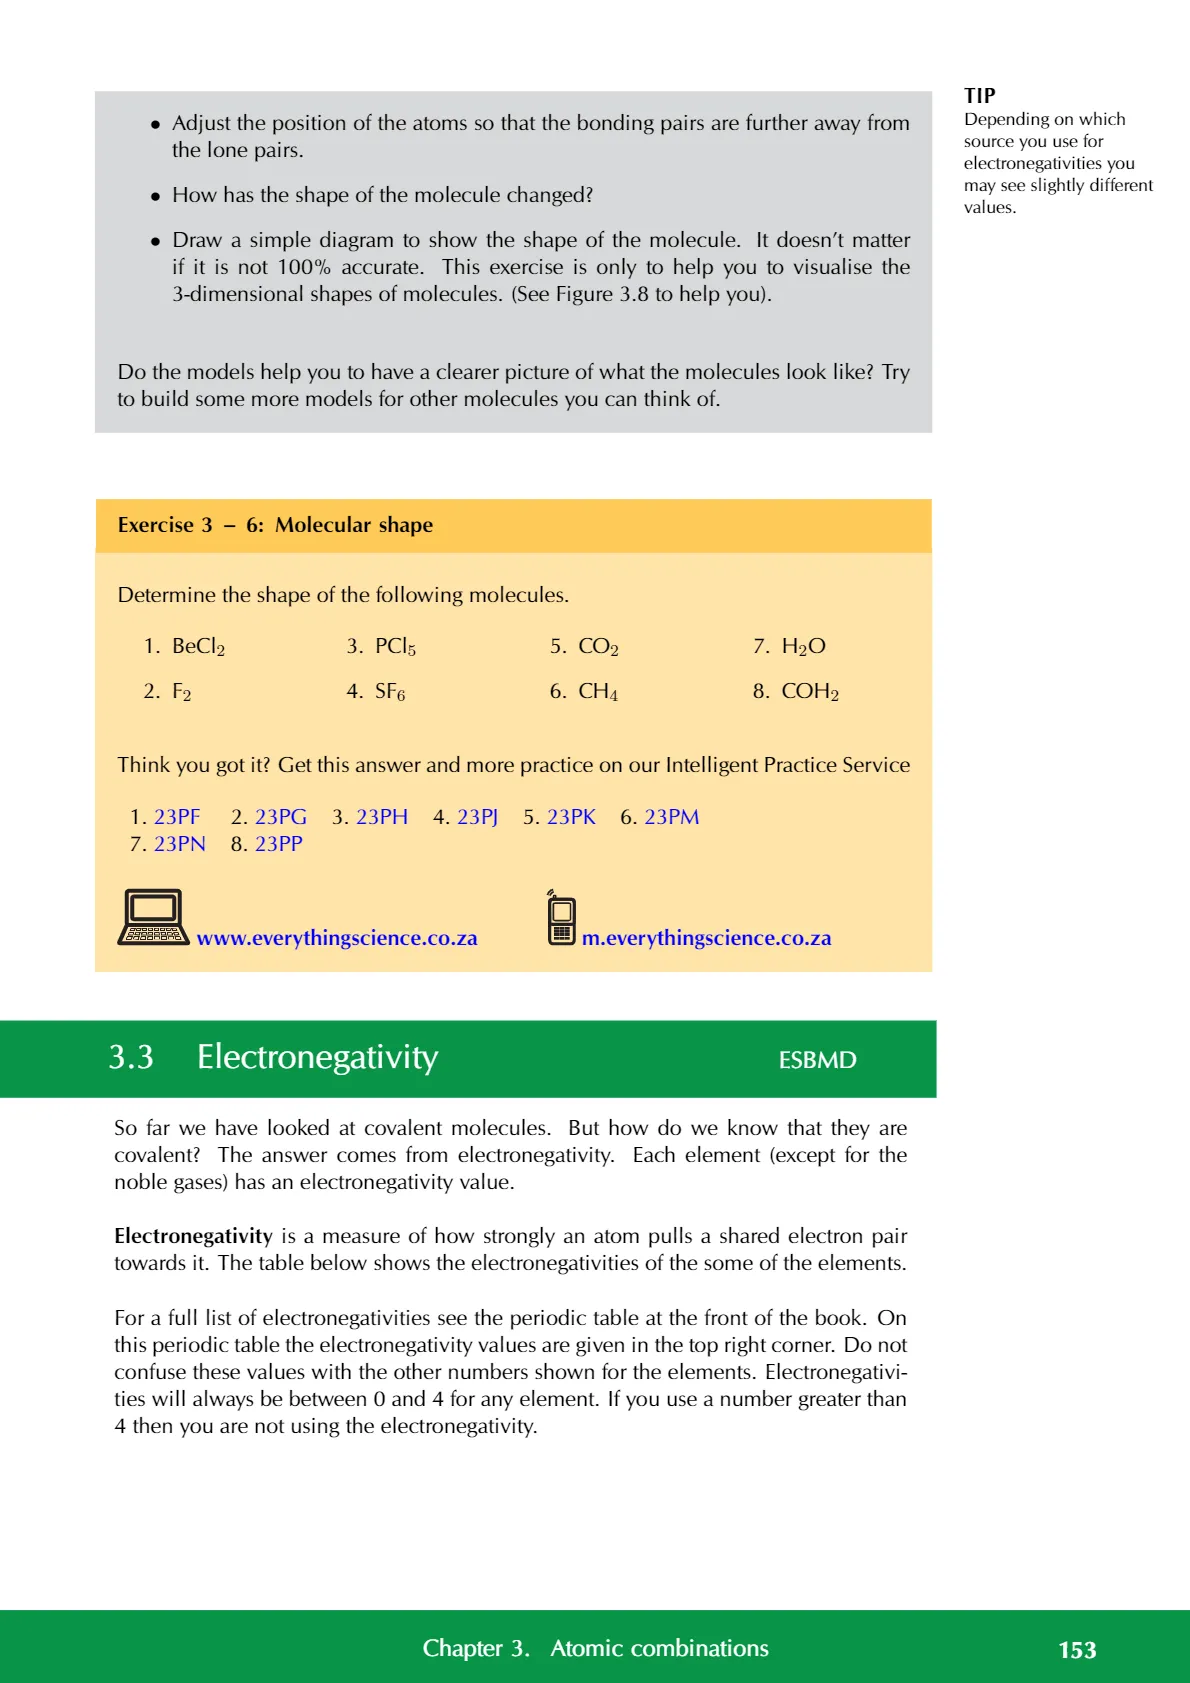 • Adjust the position of the atoms so that the bonding pairs are further away from
the lone pairs.
• How has the shape of the molecule changed?
• Draw a simple diagram to show the shape of the molecule. It doesn’t matter
if it is not 100% accurate. This exercise is only to help you to visualise the
3-dimensional shapes of molecules. (See Figure 3.8 to help you).
Do the models help you to have a clearer picture of what the molecules look like? Try
to build some more models for other molecules you can think of.
TIP
Depending on which
source you use for
electronegativities you
may see slightly different
values.
Exercise 3 – 6: Molecular shape
Determine the shape of the following molecules.
1. BeCl₂ 3. PCl₅ 5. CO₂ 7. H₂O
2. F₂ 4. SF₆ 6. CH₄ 8. COH₂
Think you got it? Get this answer and more practice on our Intelligent Practice Service
1. 23PF 2. 23PG 3. 23PH 4. 23PJ 5. 23PK 6. 23PM
7. 23PN 8. 23PP
www.everythingscience.co.za m.everythingscience.co.za
3.3 Electronegativity ESBMD
So far we have looked at covalent molecules. But how do we know that they are
covalent? The answer comes from electronegativity. Each element (except for the
noble gases) has an electronegativity value.
Electronegativity is a measure of how strongly an atom pulls a shared electron pair
towards it. The table below shows the electronegativities of the some of the elements.
For a full list of electronegativities see the periodic table at the front of the book. On
this periodic table the electronegativity values are given in the top right corner. Do not
confuse these values with the other numbers shown for the elements. Electronegativi-
ties will always be between 0 and 4 for any element. If you use a number greater than
4 then you are not using the electronegativity.
Chapter 3. Atomic combinations 153